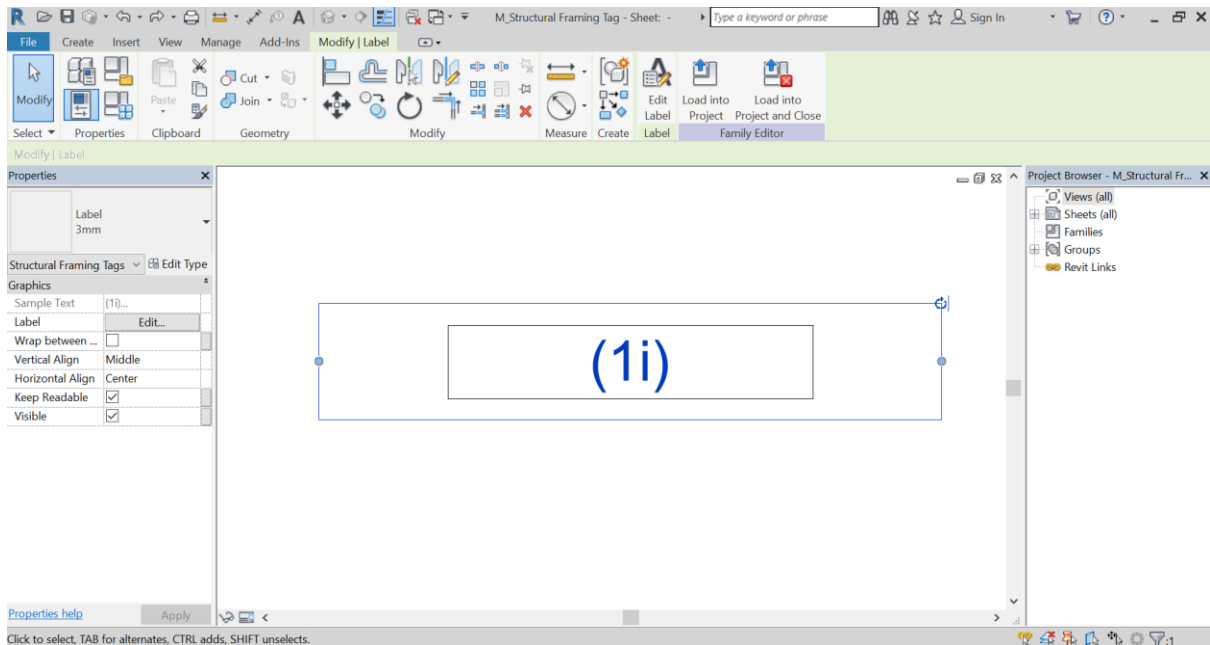 M_Structural Framing Tag - Sheet: -
Type a keyword or phrase
Sign In
File Create Insert View Manage Add-Ins Modify | Label
Modify
Paste
Cut
Join
Edit Label
Load into Project
Load into Project and Close
Select Properties Clipboard Geometry Modify Measure Create Label Family Editor
Modify | Label
Properties
Label
3mm
Structural Framing Tags
Edit Type
Graphics
Sample Text (1i)...
Label Edit...
Wrap between ...
Vertical Align Middle
Horizontal Align Center
Keep Readable
Visible
Properties help
Apply
(1i)
Project Browser - M_Structural Fr...
Views (all)
Sheets (all)
Families
Groups
Revit Links
Click to select, TAB for alternates, CTRL adds, SHIFT unselects.
:1